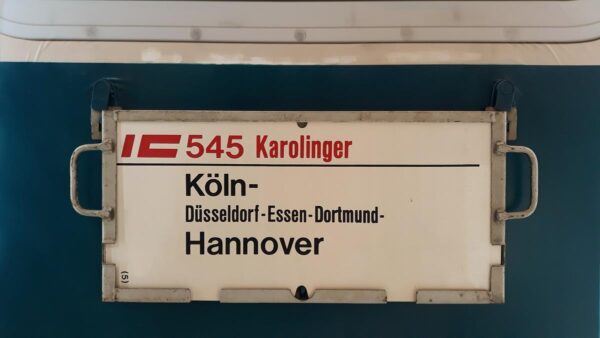 IC 545 Karolinger
Köln-
Düsseldorf-Essen-Dortmund-
Hannover
(5)